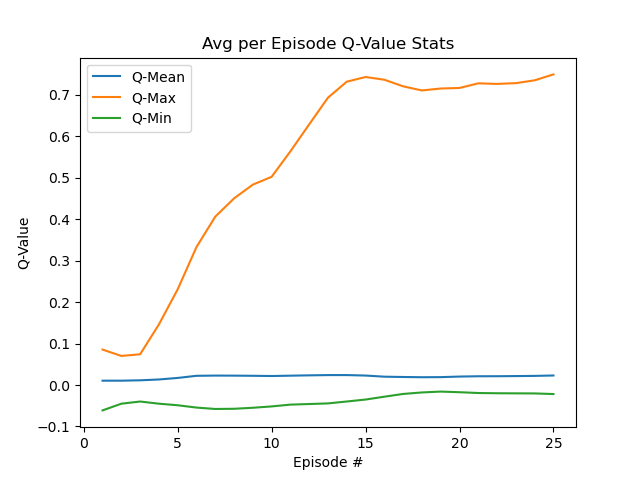 Avg per Episode Q-Value Stats
Q-Mean
Q-Max
Q-Min
Q-Value
0.7
0.6
0.5
0.4
0.3
0.2
0.1
0.0
−0.1
0 5 10 15 20 25
Episode #